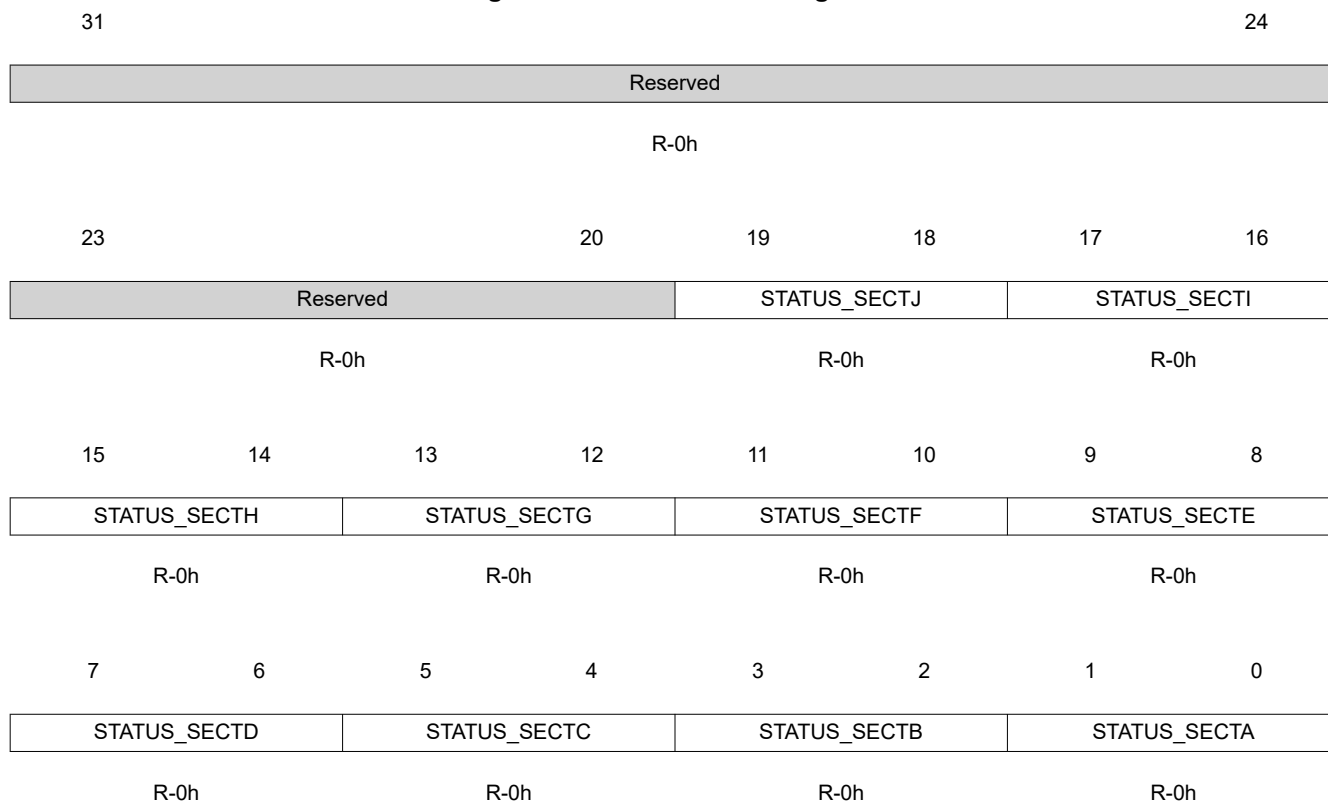 31 24
Reserved
R-0h
23 20 19 18 17 16
Reserved STATUS_SECTJ STATUS_SECTI
R-0h R-0h R-0h
15 14 13 12 11 10 9 8
STATUS_SECTH STATUS_SECTG STATUS_SECTF STATUS_SECTE
R-0h R-0h R-0h R-0h
7 6 5 4 3 2 1 0
STATUS_SECTD STATUS_SECTC STATUS_SECTB STATUS_SECTA
R-0h R-0h R-0h R-0h